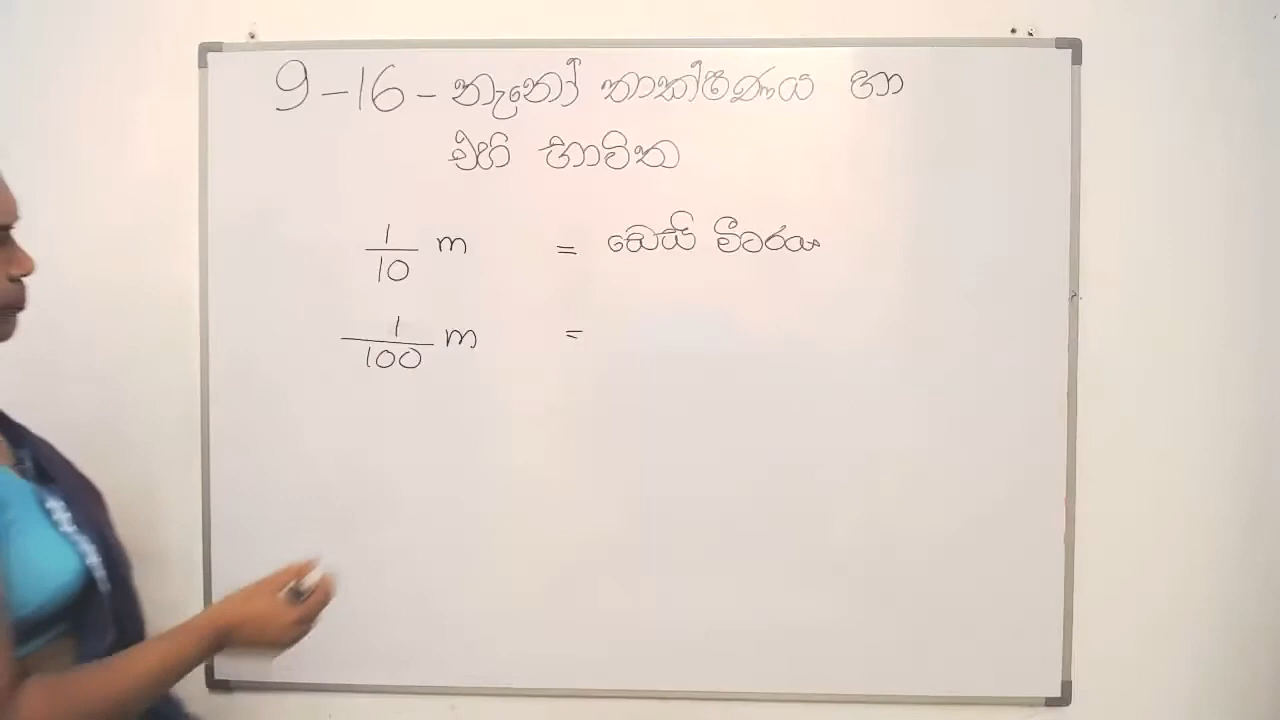 9 - 16 - නැනෝ තාක්ෂණය හා
එහි භාවිත
1/10 m = ඩෙසි මීටරය
1/100 m =